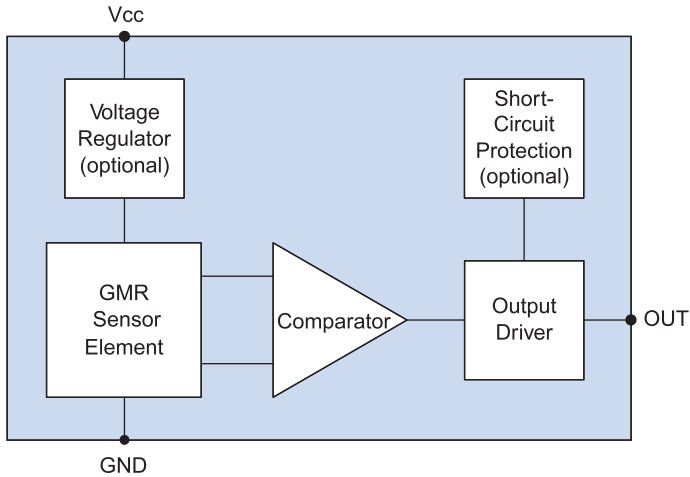 Vcc
Voltage
Regulator
(optional)
Short-
Circuit
Protection
(optional)
GMR
Sensor
Element
Comparator
Output
Driver
OUT
GND